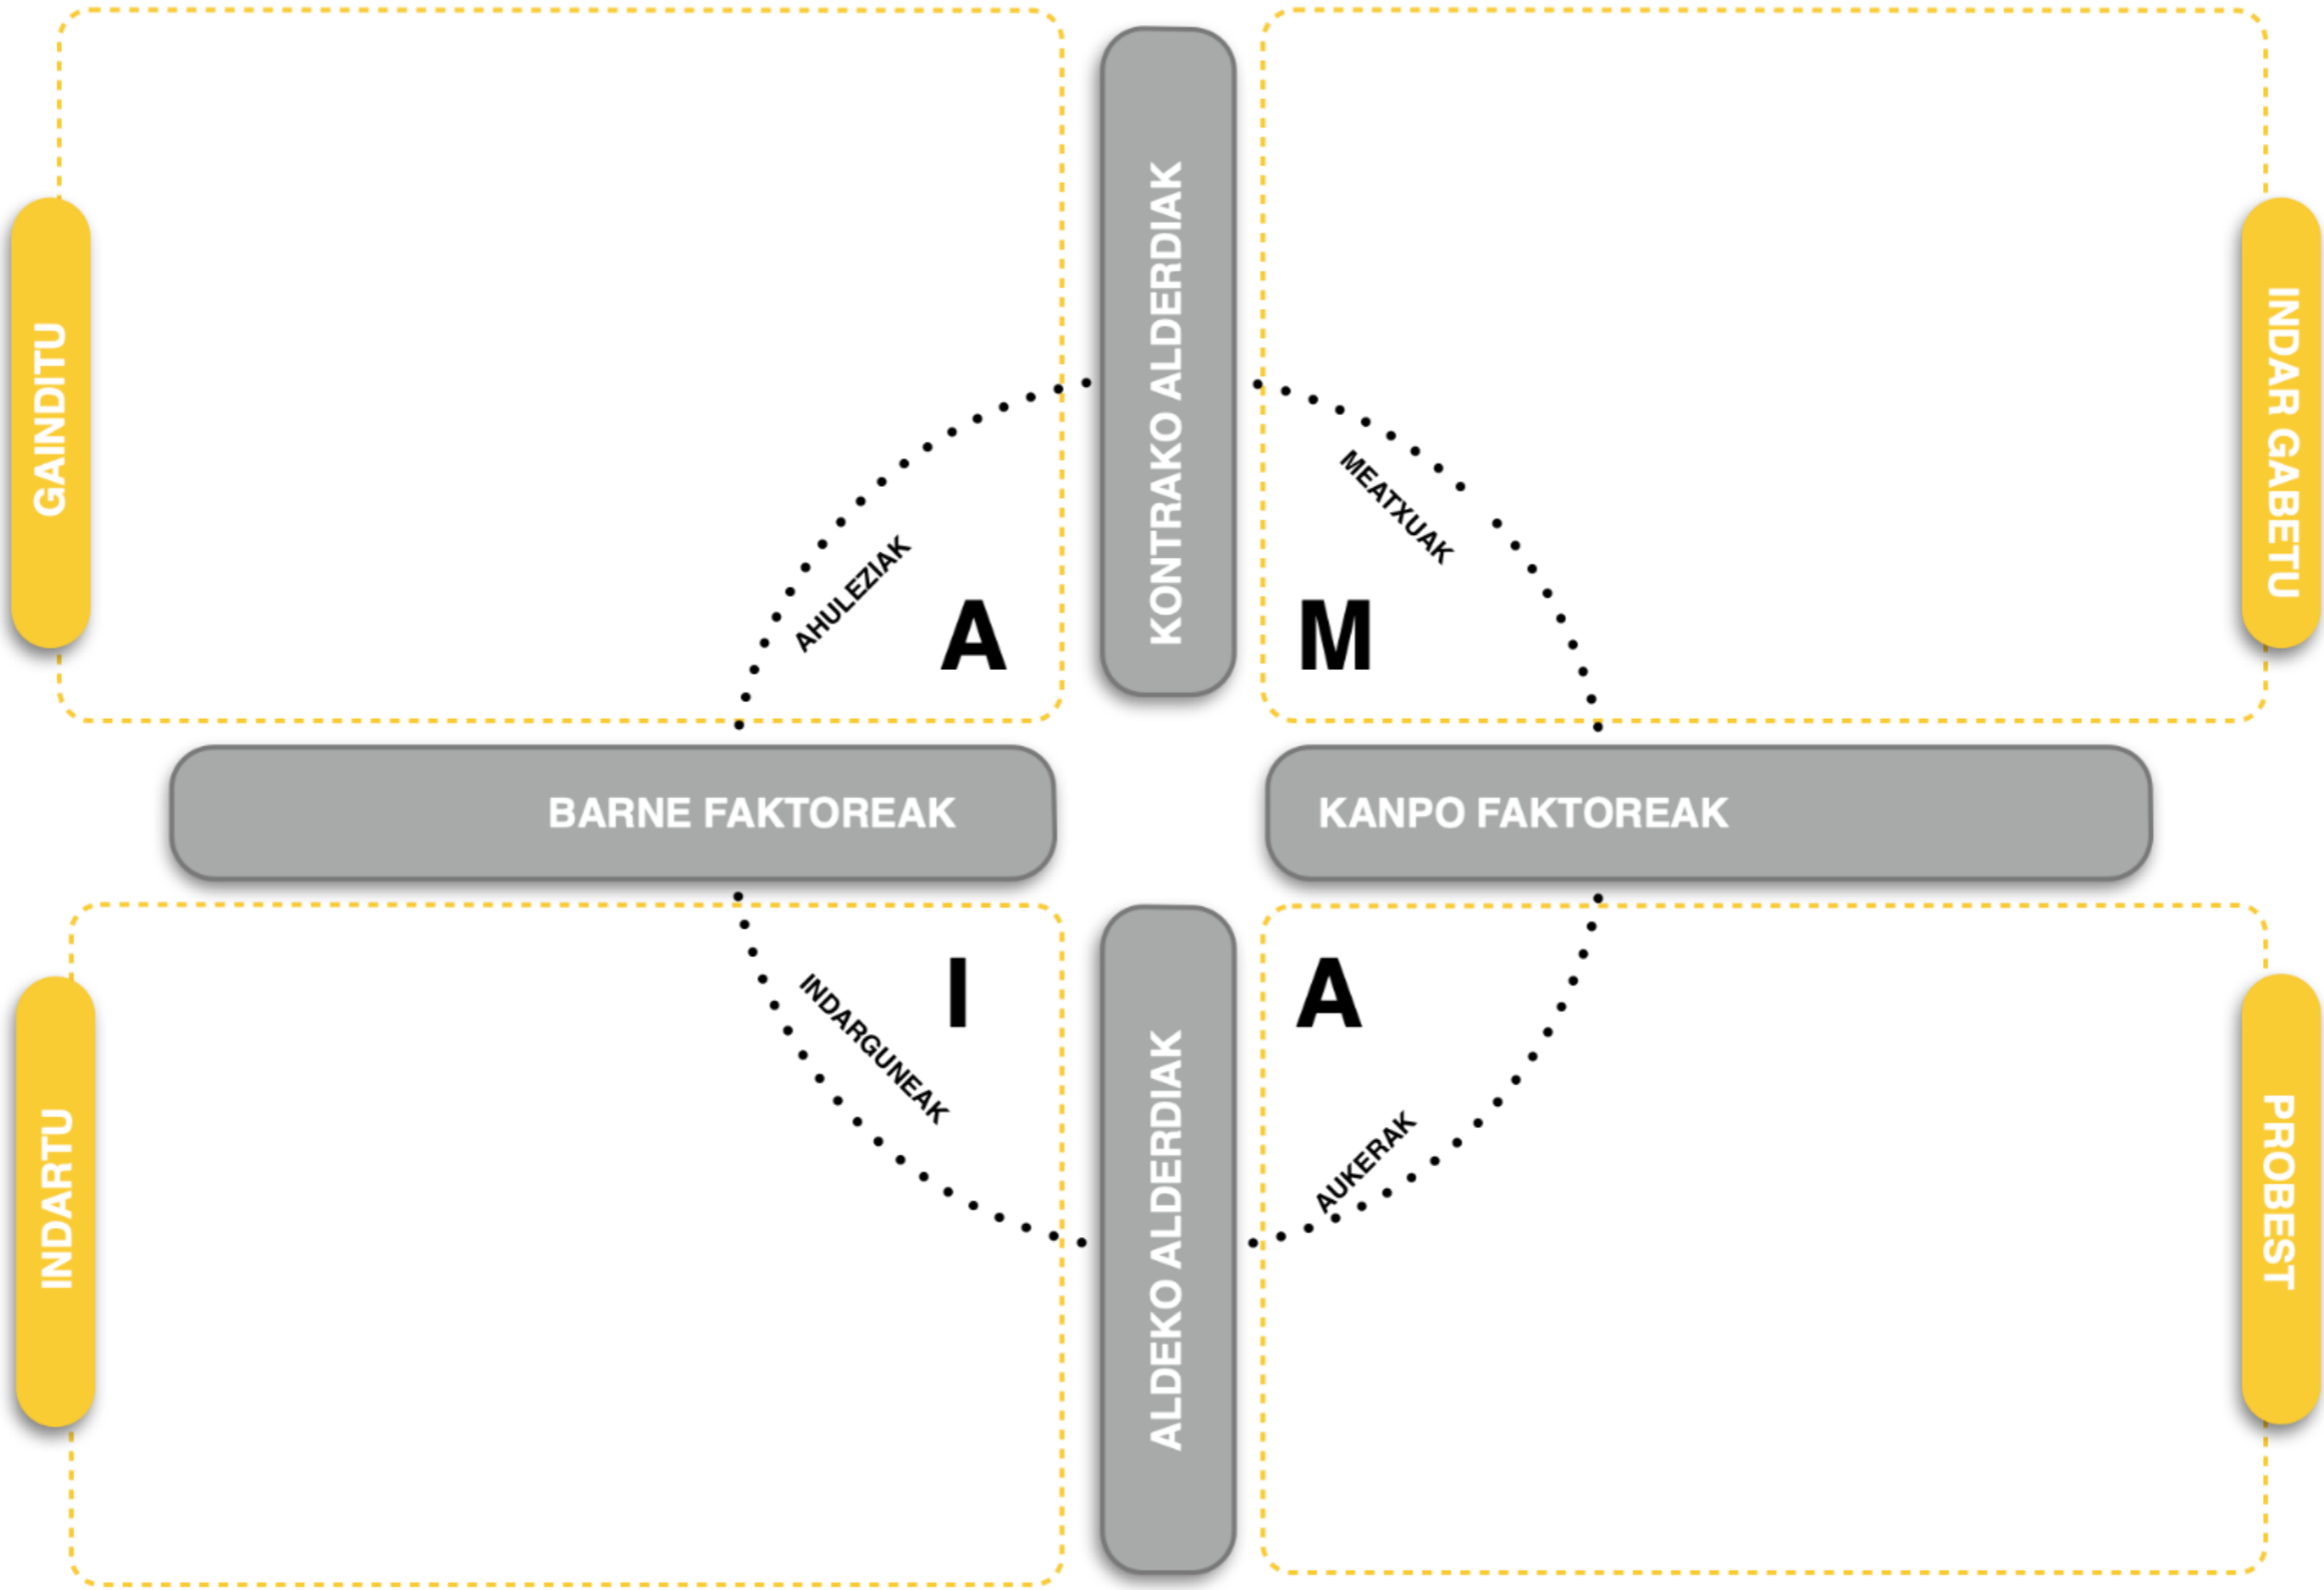 GAINDITU
KONTRAKO ALDERDIAK
INDAR GABETU
AHULEZIAK
A
MEATXUAK
M
BARNE FAKTOREAK
KANPO FAKTOREAK
INDARTU
I
INDARGUNEAK
ALDEKO ALDERDIAK
A
AUKERAK
PROBEST